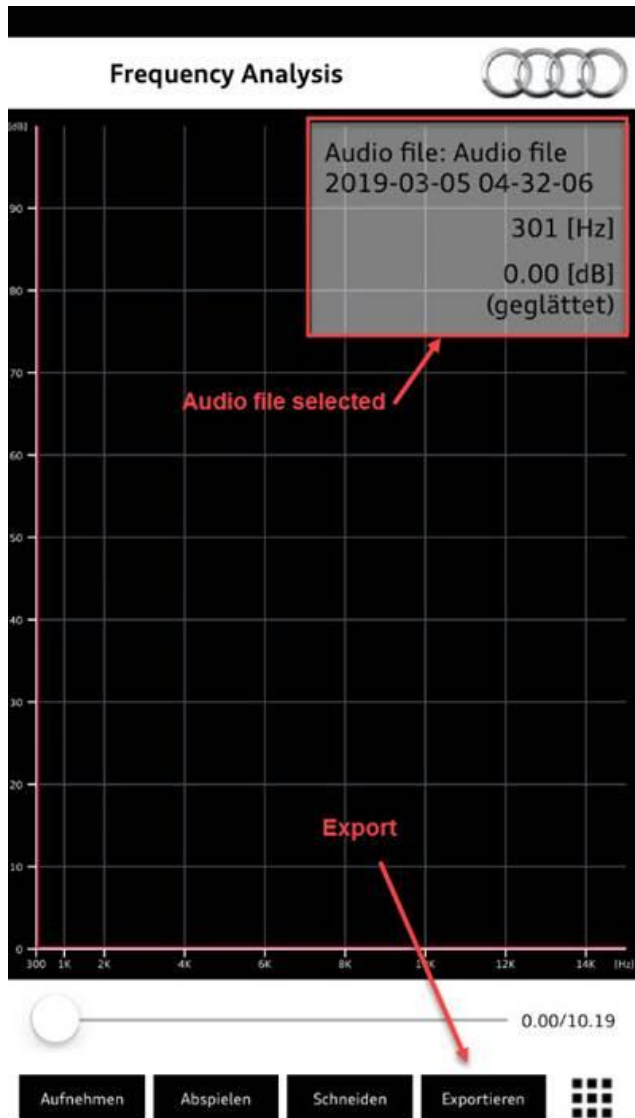 Frequency Analysis
[dB]
Audio file: Audio file
2019-03-05 04-32-06
301 [Hz]
0.00 [dB]
(geglättet)
90
80
70
Audio file selected
60
50
40
30
20
Export
10
0
300 1K 2K 4K 6K 8K 12K 14K [Hz]
0.00/10.19
Aufnehmen Abspielen Schneiden Exportieren